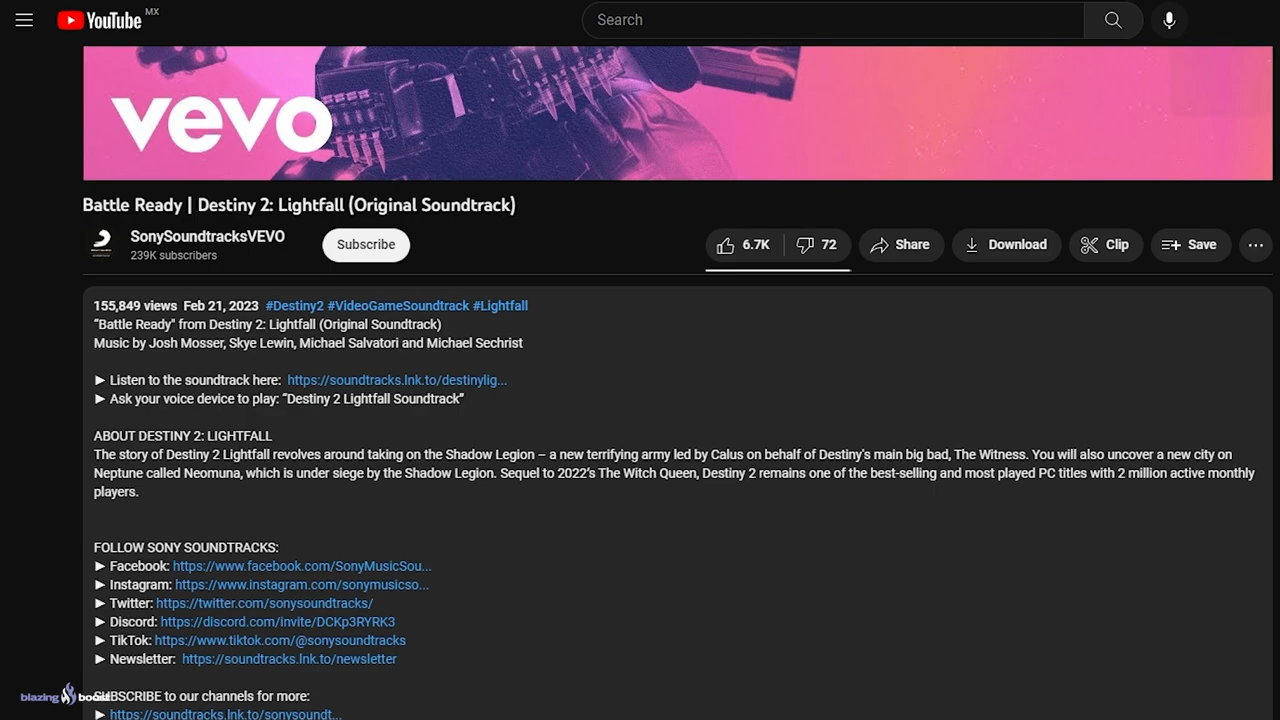 YouTube MX
Search
vevo
Battle Ready | Destiny 2: Lightfall (Original Soundtrack)
SonySoundtracksVEVO
239K subscribers
Subscribe
6.7K
72
Share
Download
Clip
Save
155,849 views Feb 21, 2023 #Destiny2 #VideoGameSoundtrack #Lightfall
“Battle Ready" from Destiny 2: Lightfall (Original Soundtrack)
Music by Josh Mosser, Skye Lewin, Michael Salvatori and Michael Sechrist
► Listen to the soundtrack here: https://soundtracks.lnk.to/destinylig...
► Ask your voice device to play: “Destiny 2 Lightfall Soundtrack”
ABOUT DESTINY 2: LIGHTFALL
The story of Destiny 2 Lightfall revolves around taking on the Shadow Legion – a new terrifying army led by Calus on behalf of Destiny's main big bad, The Witness. You will also uncover a new city on
Neptune called Neomuna, which is under siege by the Shadow Legion. Sequel to 2022’s The Witch Queen, Destiny 2 remains one of the best-selling and most played PC titles with 2 million active monthly
players.
FOLLOW SONY SOUNDTRACKS:
► Facebook: https://www.facebook.com/SonyMusicSou...
► Instagram: https://www.instagram.com/sonymusicso...
► Twitter: https://twitter.com/sonysoundtracks/
► Discord: https://discord.com/invite/DCKp3RYRK3
► TikTok: https://www.tiktok.com/@sonysoundtracks
► Newsletter: https://soundtracks.lnk.to/newsletter
SUBSCRIBE to our channels for more:
blazing boost
► https://soundtracks.lnk.to/sonysoundt...